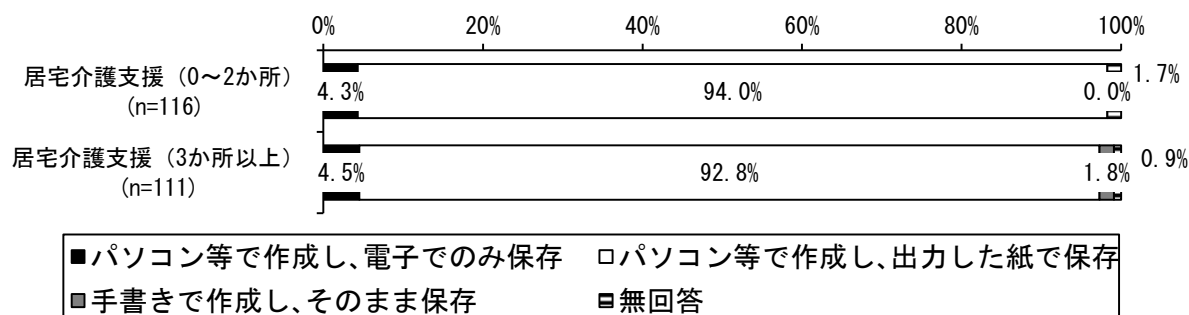 0% 20% 40% 60% 80% 100%
居宅介護支援（0～2か所）
(n=116)
4.3% 94.0% 0.0% 1.7%
居宅介護支援（3か所以上）
(n=111)
4.5% 92.8% 1.8% 0.9%
■パソコン等で作成し、電子でのみ保存 □パソコン等で作成し、出力した紙で保存
■手書きで作成し、そのまま保存 無回答